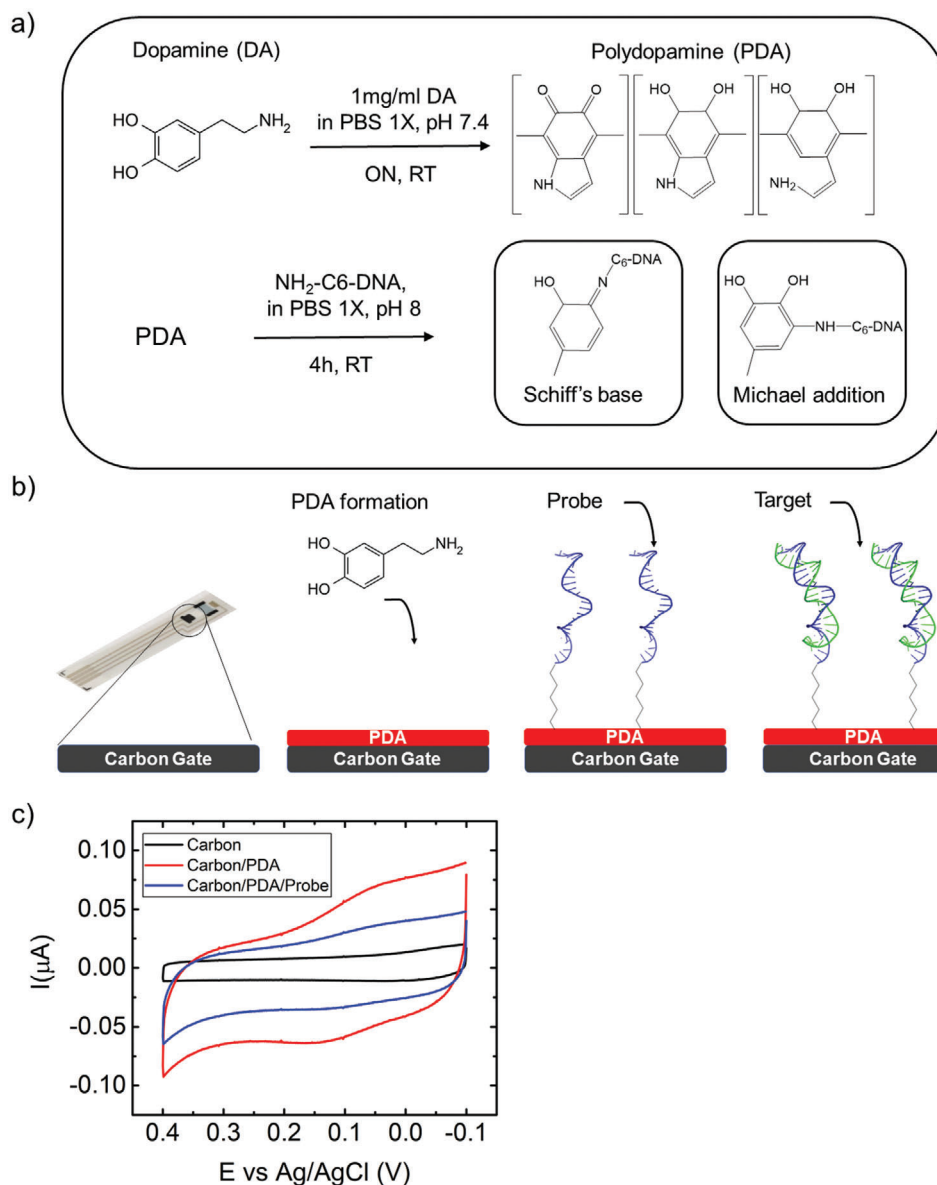 a)
Dopamine (DA)
Polydopamine (PDA)
HO
HO
NH2
1mg/ml DA
in PBS 1X, pH 7.4
ON, RT
O
O
NH
HO
OH
NH
HO
OH
NH2
PDA
NH2-C6-DNA,
in PBS 1X, pH 8
4h, RT
C6-DNA
HO
N
Schiff's base
HO
OH
NH
C6-DNA
Michael addition
b)
PDA formation
Probe
Target
HO
HO
NH2
Carbon Gate
PDA
Carbon Gate
PDA
Carbon Gate
PDA
Carbon Gate
c)
Carbon
Carbon/PDA
Carbon/PDA/Probe
I(µA)
0.10
0.05
0.00
-0.05
-0.10
0.4 0.3 0.2 0.1 0.0 -0.1
E vs Ag/AgCl (V)